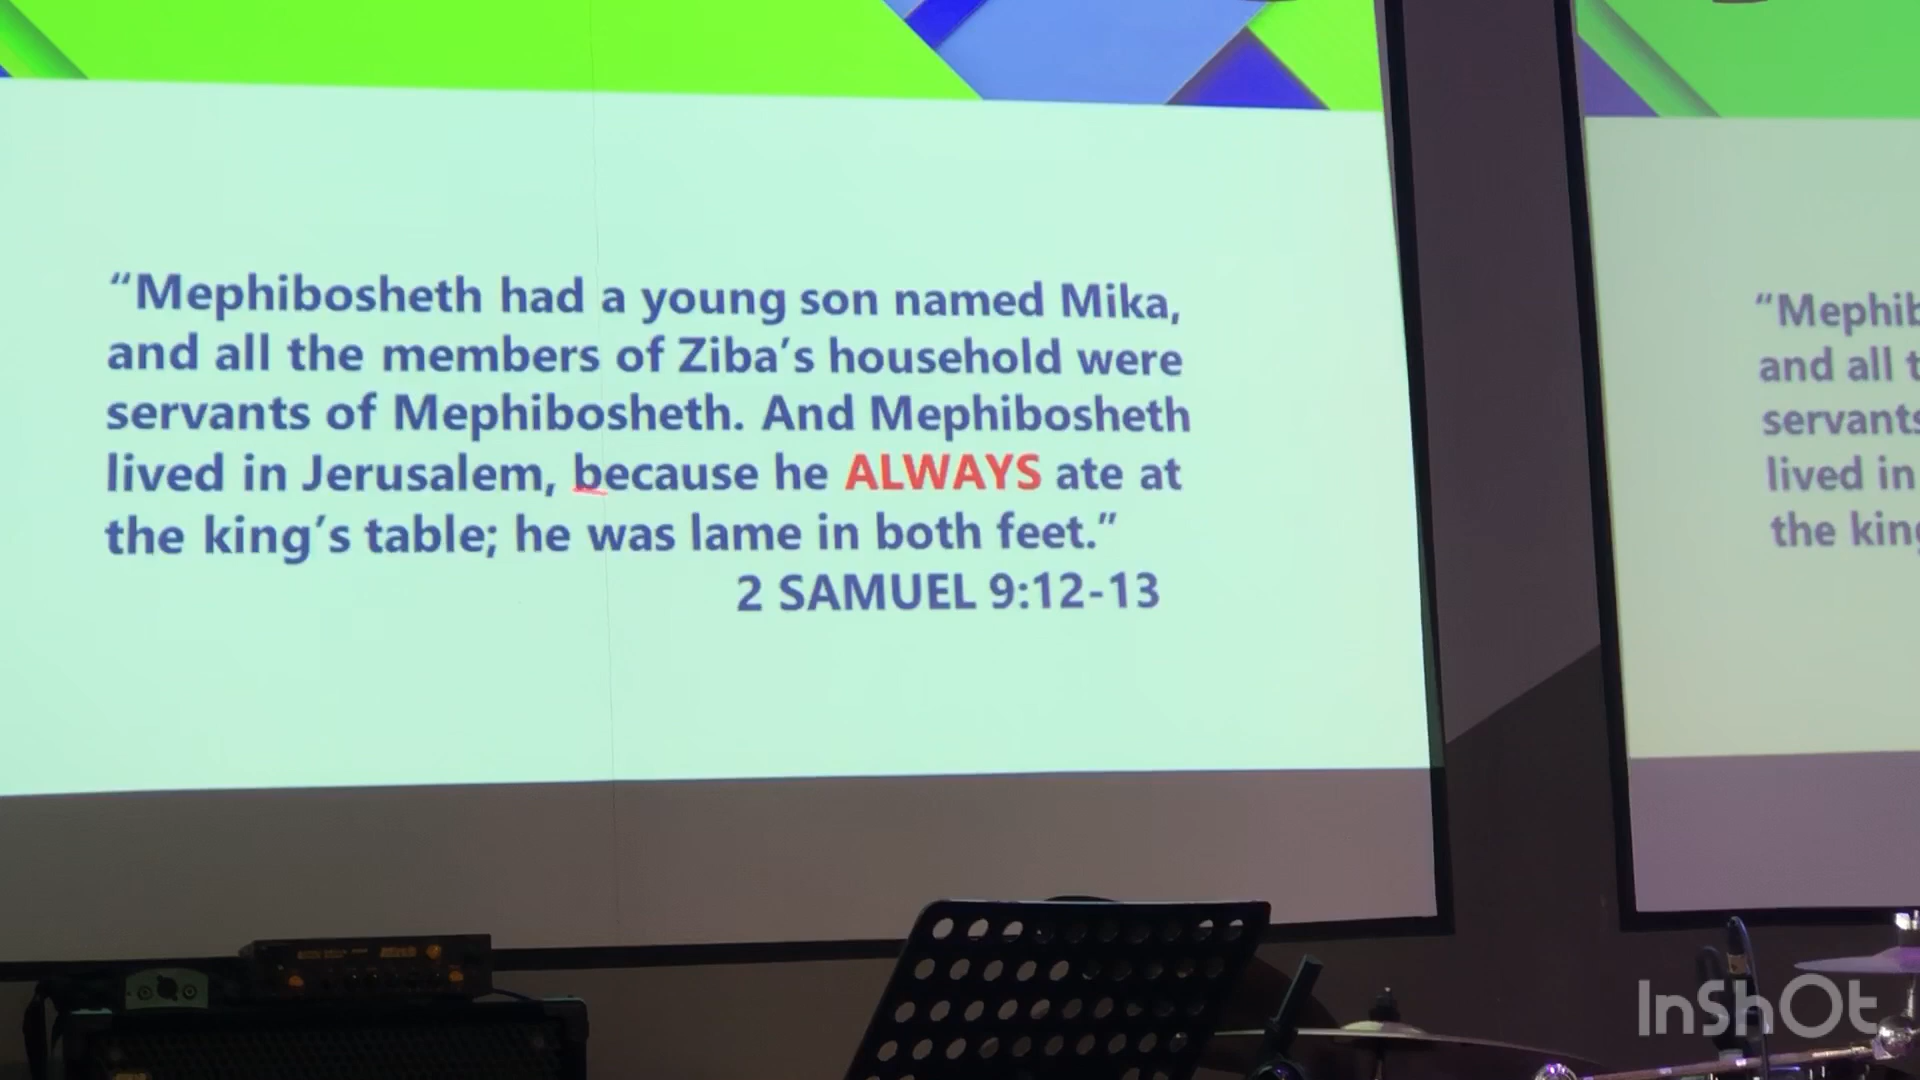 “Mephibosheth had a young son named Mika,
and all the members of Ziba’s household were
servants of Mephibosheth. And Mephibosheth
lived in Jerusalem, because he ALWAYS ate at
the king’s table; he was lame in both feet.”
2 SAMUEL 9:12-13
“Mephib
and all t
servants
lived in
the king
InShOt